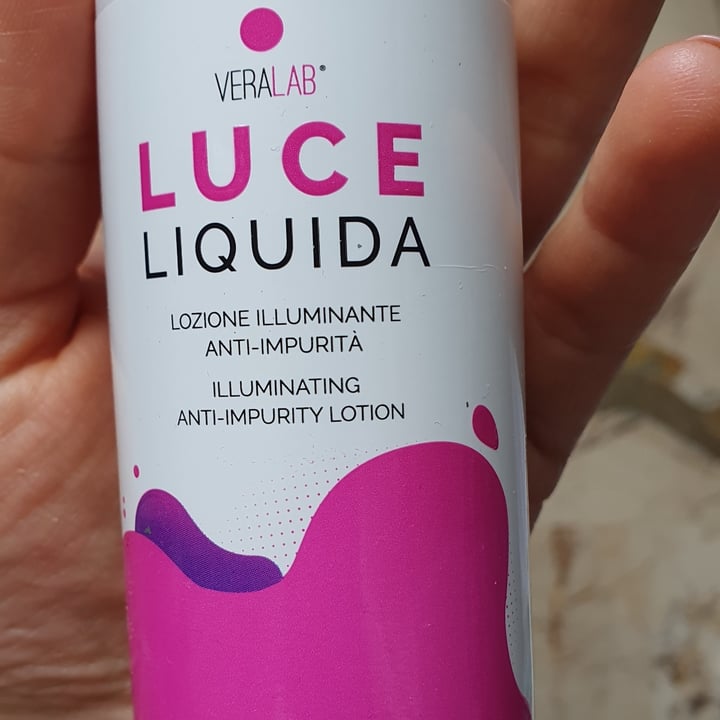 VERALAB®
LUCE
LIQUIDA
LOZIONE ILLUMINANTE
ANTI-IMPURITÀ
ILLUMINATING
ANTI-IMPURITY LOTION